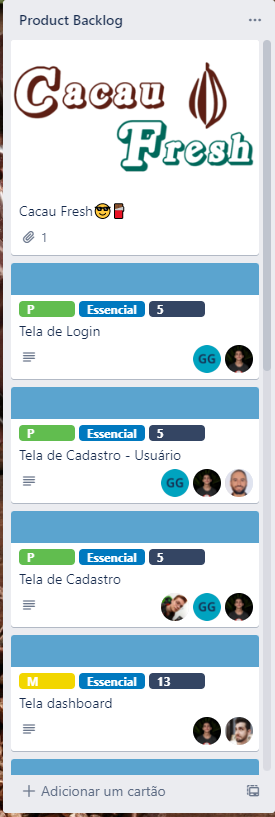 Product Backlog
Cacau
Fresh
Cacau Fresh😎🍫
1
P Essencial 5
Tela de Login
GG
P Essencial 5
Tela de Cadastro - Usuário
GG
P Essencial 5
Tela de Cadastro
GG
M Essencial 13
Tela dashboard
+ Adicionar um cartão